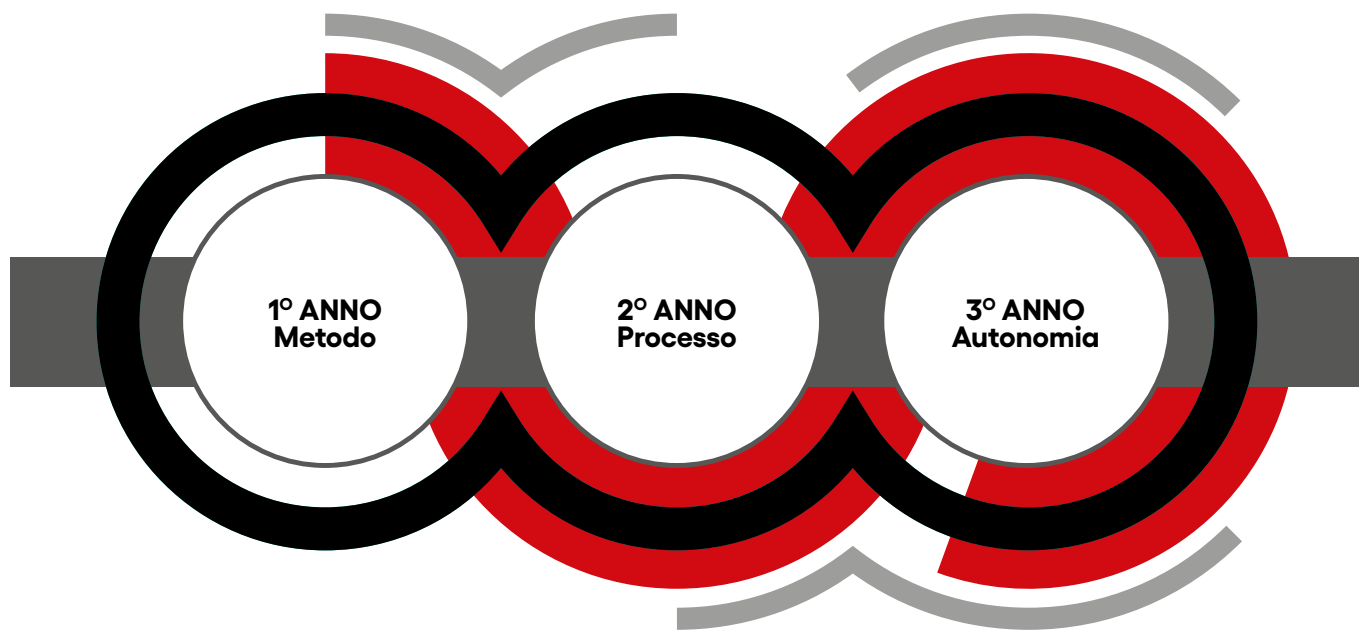 1º ANNO
Metodo
2º ANNO
Processo
3º ANNO
Autonomia